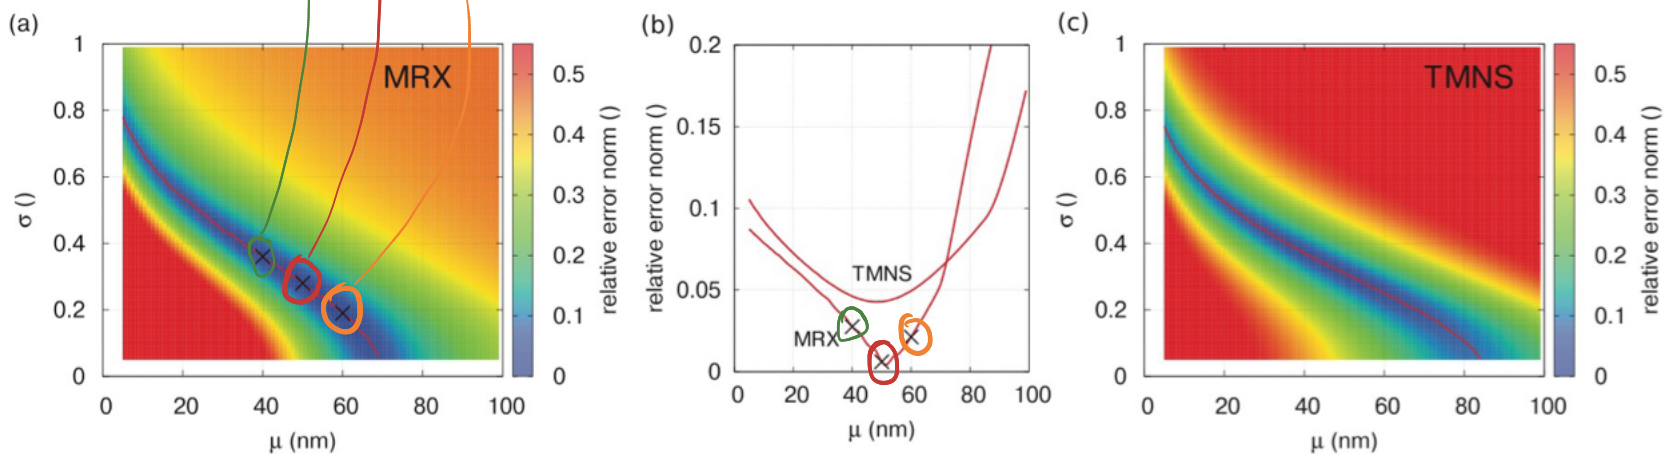 (a)
1
0.8
0.6
0.4
0.2
0
σ ()
0 20 40 60 80 100
μ (nm)
MRX
0.5
0.4
0.3
0.2
0.1
0
relative error norm ()
(b)
0.2
0.15
0.1
0.05
0
relative error norm ()
TMNS
MRX
0 20 40 60 80 100
μ (nm)
(c)
1
0.8
0.6
0.4
0.2
0
σ ()
0 20 40 60 80 100
μ (nm)
TMNS
0.5
0.4
0.3
0.2
0.1
0
relative error norm ()